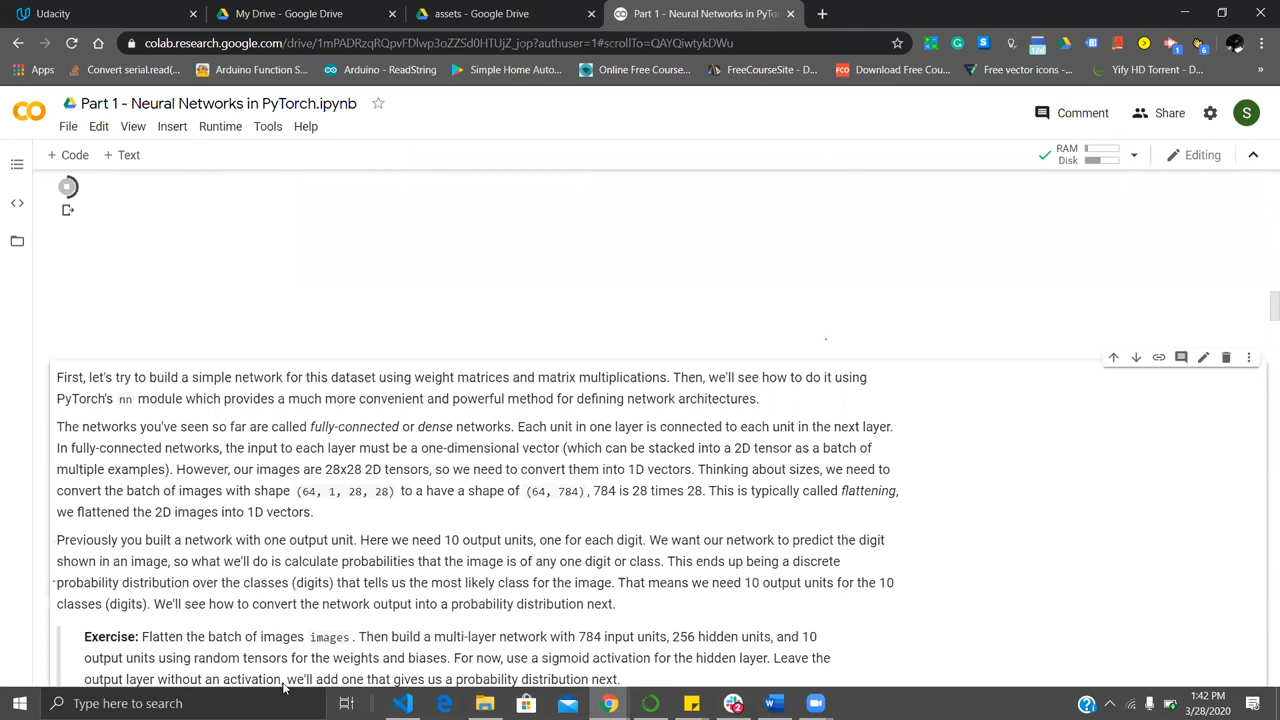 Udacity
My Drive - Google Drive
assets - Google Drive
Part 1 - Neural Networks in PyTor
colab.research.google.com/drive/1mPADRzqRQpvFDlwp3oZZSd0HTUjZ_jop?authuser=1#scrollTo=QAYQiwtykDWu
Apps
Convert serial.read(...
Arduino Function S...
Arduino - ReadString
Simple Home Auto...
Online Free Course...
FreeCourseSite - D...
FCO
Download Free Cou...
Free vector icons -...
Yify HD Torrent - D...
Part 1 - Neural Networks in PyTorch.ipynb
Comment
Share
S
File Edit View Insert Runtime Tools Help
+ Code + Text
RAM
Disk
Editing
First, let's try to build a simple network for this dataset using weight matrices and matrix multiplications. Then, we'll see how to do it using
PyTorch's nn module which provides a much more convenient and powerful method for defining network architectures.
The networks you've seen so far are called fully-connected or dense networks. Each unit in one layer is connected to each unit in the next layer.
In fully-connected networks, the input to each layer must be a one-dimensional vector (which can be stacked into a 2D tensor as a batch of
multiple examples). However, our images are 28x28 2D tensors, so we need to convert them into 1D vectors. Thinking about sizes, we need to
convert the batch of images with shape (64, 1, 28, 28) to a have a shape of (64, 784), 784 is 28 times 28. This is typically called flattening,
we flattened the 2D images into 1D vectors.
Previously you built a network with one output unit. Here we need 10 output units, one for each digit. We want our network to predict the digit
shown in an image, so what we'll do is calculate probabilities that the image is of any one digit or class. This ends up being a discrete
probability distribution over the classes (digits) that tells us the most likely class for the image. That means we need 10 output units for the 10
classes (digits). We'll see how to convert the network output into a probability distribution next.
Exercise: Flatten the batch of images images. Then build a multi-layer network with 784 input units, 256 hidden units, and 10
output units using random tensors for the weights and biases. For now, use a sigmoid activation for the hidden layer. Leave the
output layer without an activation, we'll add one that gives us a probability distribution next.
Type here to search
1:42 PM
3/28/2020